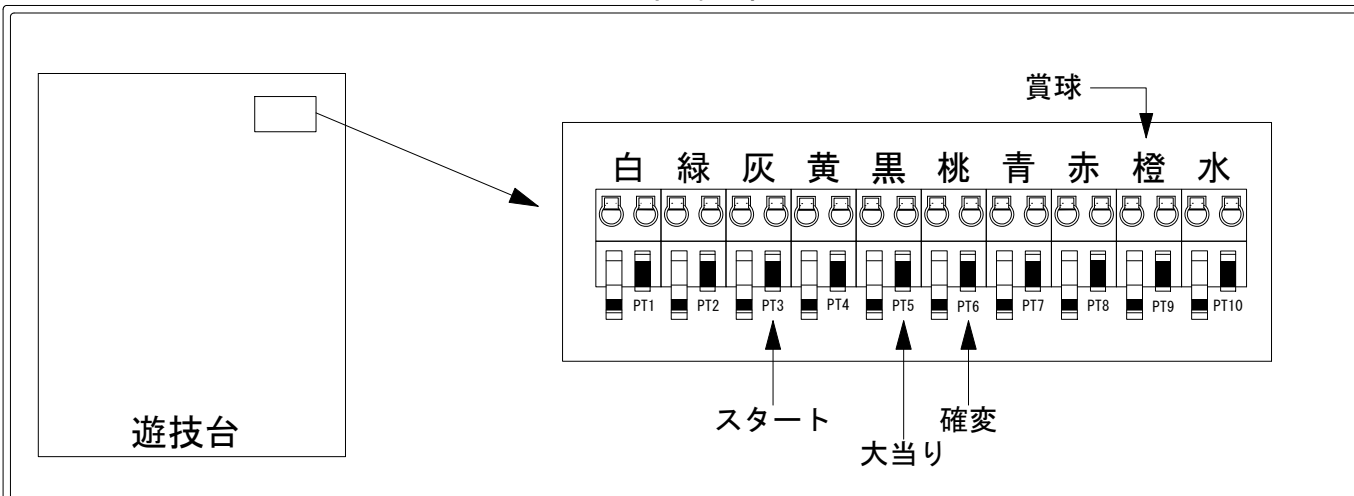 賞球
白 緑 灰 黄 黒 桃 青 赤 橙 水
PT1 PT2 PT3 PT4 PT5 PT6 PT7 PT8 PT9 PT10
スタート 確変
大当り
遊技台